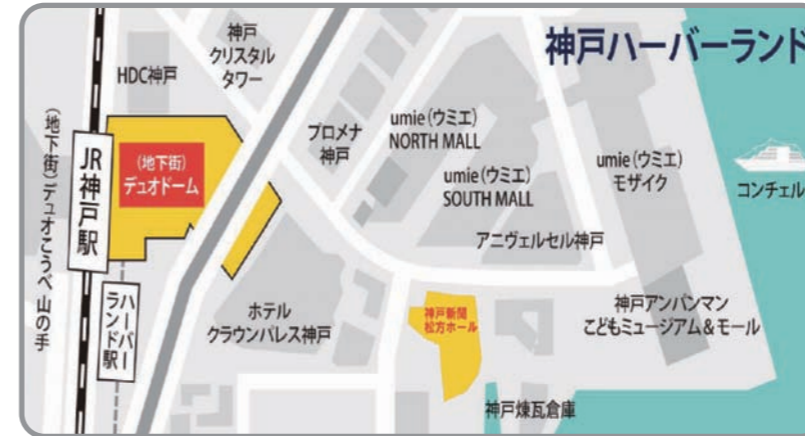 神戸ハーバーランド
神戸
クリスタル
タワー
HDC神戸
(地下街)デュオこうべ 山の手
JR神戸駅
(地下街)
デュオドーム
ハーバー
ランド駅
プロメナ
神戸
umie(ウミエ)
NORTH MALL
umie(ウミエ)
SOUTH MALL
umie(ウミエ)
モザイク
コンチェル
アニヴェルセル神戸
ホテル
クラウンパレス神戸
神戸新聞
松方ホール
神戸アンパンマン
こどもミュージアム&モール
神戸煉瓦倉庫